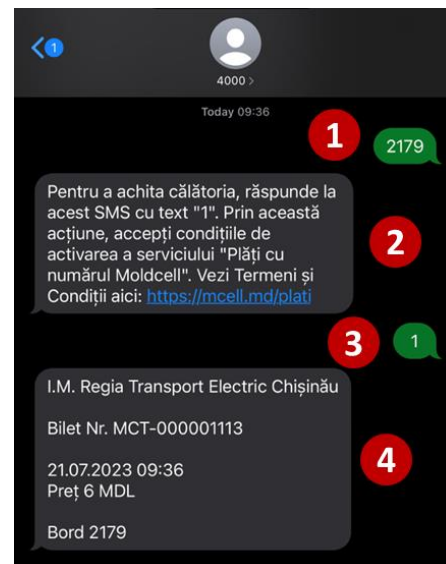 1
4000 >
Today 09:36
1
2179
Pentru a achita călătoria, răspunde la
acest SMS cu text "1". Prin această
acțiune, accepți condițiile de
activarea a serviciului "Plăți cu
numărul Moldcell". Vezi Termeni și
Condiții aici: https://mcell.md/plati
2
3
1
I.M. Regia Transport Electric Chișinău
Bilet Nr. MCT-000001113
21.07.2023 09:36
Preț 6 MDL
Bord 2179
4